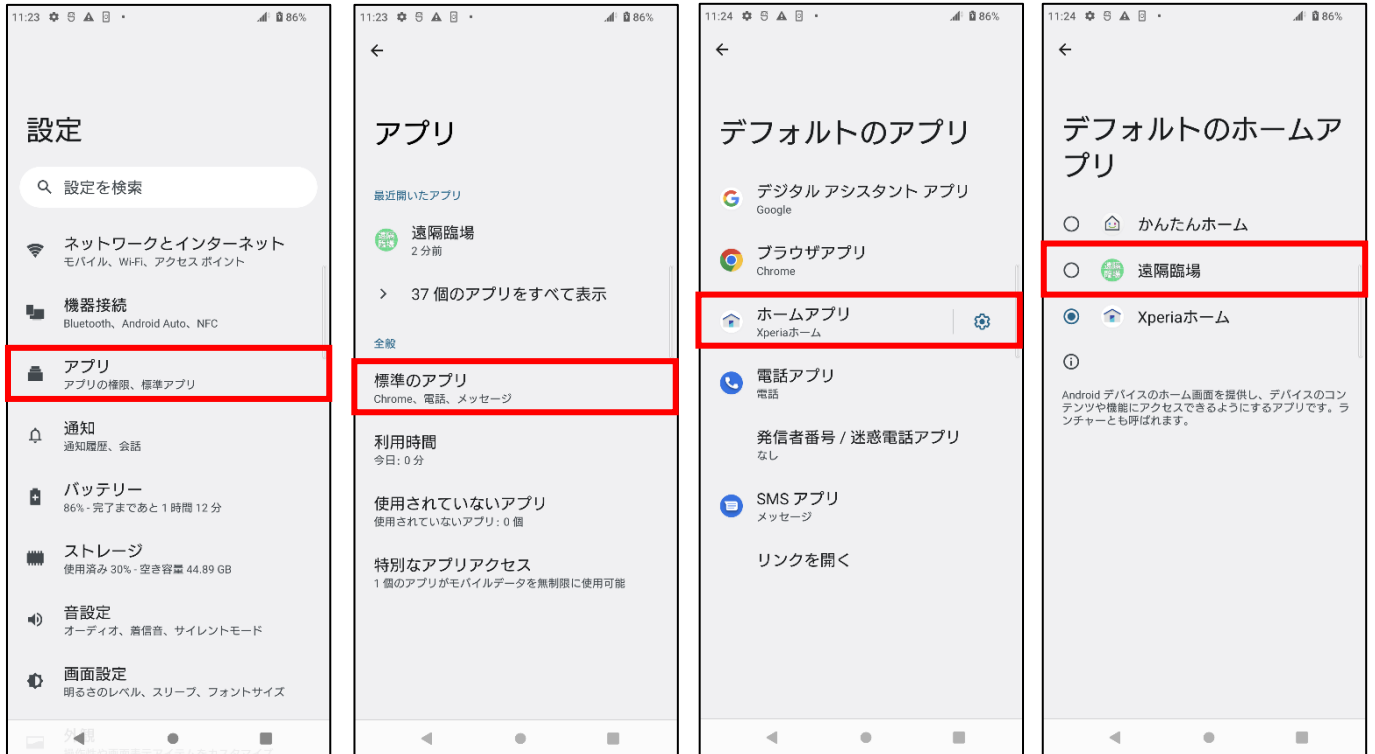 11:23
86%
設定
設定を検索
ネットワークとインターネット
モバイル、Wi-Fi、アクセス ポイント
機器接続
Bluetooth、Android Auto、NFC
アプリ
アプリの権限、標準アプリ
通知
通知履歴、会話
バッテリー
86% - 完了まであと 1 時間 12 分
ストレージ
使用済み 30% - 空き容量 44.89 GB
音設定
オーディオ、着信音、サイレントモード
画面設定
明るさのレベル、スリープ、フォントサイズ
11:23
86%
アプリ
最近開いたアプリ
遠隔臨場
2 分前
37 個のアプリをすべて表示
全般
標準のアプリ
Chrome、電話、メッセージ
利用時間
今日: 0 分
使用されていないアプリ
使用されていないアプリ: 0 個
特別なアプリアクセス
1 個のアプリがモバイルデータを無制限に使用可能
11:24
86%
デフォルトのアプリ
デジタル アシスタント アプリ
Google
ブラウザアプリ
Chrome
ホームアプリ
Xperiaホーム
電話アプリ
電話
発信者番号 / 迷惑電話アプリ
なし
SMS アプリ
メッセージ
リンクを開く
11:24
86%
デフォルトのホームア
プリ
かんたんホーム
遠隔臨場
Xperiaホーム
Android デバイスのホーム画面を提供し、デバイスのコン
テンツや機能にアクセスできるようにするアプリです。ラ
ンチャーとも呼ばれます。